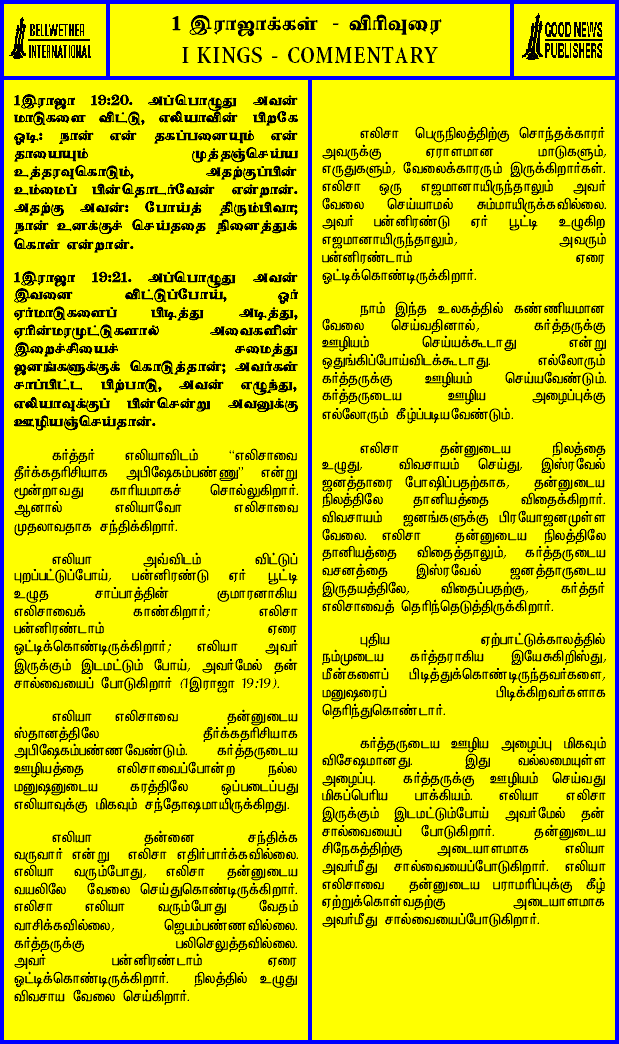 BELLWETHER
INTERNATIONAL
1 இராஜாக்கள் - விரிவுரை
I KINGS - COMMENTARY
GOOD NEWS
PUBLISHERS
1இராஜா 19:20. அப்பொழுது அவன்
மாடுகளை விட்டு, எலியாவின் பிறகே
ஓடி: நான் என் தகப்பனையும் என்
தாயையும் முத்தஞ்செய்ய
உத்தரவுகொடும், அதற்குப்பின்
உம்மைப் பின்தொடர்வேன் என்றான்.
அதற்கு அவன்: போய்த் திரும்பிவா;
நான் உனக்குச் செய்ததை நினைத்துக்
கொள் என்றான்.
1இராஜா 19:21. அப்பொழுது அவன்
இவனை விட்டுப்போய், ஓர்
ஏர்மாடுகளைப் பிடித்து அடித்து,
ஏரின்மரமுட்டுகளால் அவைகளின்
இறைச்சியைச் சமைத்து
ஜனங்களுக்குக் கொடுத்தான்; அவர்கள்
சாப்பிட்ட பிற்பாடு, அவன் எழுந்து,
எலியாவுக்குப் பின்சென்று அவனுக்கு
ஊழியஞ்செய்தான்.
கர்த்தர் எலியாவிடம் “எலிசாவை
தீர்க்கதரிசியாக அபிஷேகம்பண்ணு” என்று
மூன்றாவது காரியமாகச் சொல்லுகிறார்.
ஆனால் எலியாவோ எலிசாவை
முதலாவதாக சந்திக்கிறார்.
எலியா அவ்விடம் விட்டுப்
புறப்பட்டுப்போய், பன்னிரண்டு ஏர் பூட்டி
உழுத சாப்பாத்தின் குமாரனாகிய
எலிசாவைக் காண்கிறார்; எலிசா
பன்னிரண்டாம் ஏரை
ஓட்டிக்கொண்டிருக்கிறார்; எலியா அவர்
இருக்கும் இடமட்டும் போய், அவர்மேல் தன்
சால்வையைப் போடுகிறார் (1இராஜா 19:19).
எலியா எலிசாவை தன்னுடைய
ஸ்தானத்திலே தீர்க்கதரிசியாக
அபிஷேகம்பண்ணவேண்டும். கர்த்தருடைய
ஊழியத்தை எலிசாவைப்போன்ற நல்ல
மனுஷனுடைய கரத்திலே ஒப்படைப்பது
எலியாவுக்கு மிகவும் சந்தோஷமாயிருக்கிறது.
எலியா தன்னை சந்திக்க
வருவார் என்று எலிசா எதிர்பார்க்கவில்லை.
எலியா வரும்போது, எலிசா தன்னுடைய
வயலிலே வேலை செய்துகொண்டிருக்கிறார்.
எலிசா எலியா வரும்போது வேதம்
வாசிக்கவில்லை, ஜெபம்பண்ணவில்லை.
கர்த்தருக்கு பலிசெலுத்தவில்லை.
அவர் பன்னிரண்டாம் ஏரை
ஓட்டிக்கொண்டிருக்கிறார். நிலத்தில் உழுது
விவசாய வேலை செய்கிறார்.
எலிசா பெருநிலத்திற்கு சொந்தக்காரர்
அவருக்கு ஏராளமான மாடுகளும்,
எருதுகளும், வேலைக்காரரும் இருக்கிறார்கள்.
எலிசா ஒரு எஜமானாயிருந்தாலும் அவர்
வேலை செய்யாமல் சும்மாயிருக்கவில்லை.
அவர் பன்னிரண்டு ஏர் பூட்டி உழுகிற
எஜமானாயிருந்தாலும், அவரும்
பன்னிரண்டாம் ஏரை
ஓட்டிக்கொண்டிருக்கிறார்.
நாம் இந்த உலகத்தில் கண்ணியமான
வேலை செய்வதினால், கர்த்தருக்கு
ஊழியம் செய்யக்கூடாது என்று
ஒதுங்கிப்போய்விடக்கூடாது. எல்லோரும்
கர்த்தருக்கு ஊழியம் செய்யவேண்டும்.
கர்த்தருடைய ஊழிய அழைப்புக்கு
எல்லோரும் கீழ்ப்படியவேண்டும்.
எலிசா தன்னுடைய நிலத்தை
உழுது, விவசாயம் செய்து, இஸ்ரவேல்
ஜனத்தாரை போஷிப்பதற்காக, தன்னுடைய
நிலத்திலே தானியத்தை விதைக்கிறார்.
விவசாயம் ஜனங்களுக்கு பிரயோஜனமுள்ள
வேலை. எலிசா தன்னுடைய நிலத்திலே
தானியத்தை விதைத்தாலும், கர்த்தருடைய
வசனத்தை இஸ்ரவேல் ஜனத்தாருடைய
இருதயத்திலே, விதைப்பதற்கு, கர்த்தர்
எலிசாவைத் தெரிந்தெடுத்திருக்கிறார்.
புதிய ஏற்பாட்டுக்காலத்தில்
நம்முடைய கர்த்தராகிய இயேசுகிறிஸ்து,
மீன்களைப் பிடித்துக்கொண்டிருந்தவர்களை,
மனுஷரைப் பிடிக்கிறவர்களாக
தெரிந்துகொண்டார்.
கர்த்தருடைய ஊழிய அழைப்பு மிகவும்
விசேஷமானது. இது வல்லமையுள்ள
அழைப்பு. கர்த்தருக்கு ஊழியம் செய்வது
மிகப்பெரிய பாக்கியம். எலியா எலிசா
இருக்கும் இடமட்டும்போய் அவர்மேல் தன்
சால்வையைப் போடுகிறார். தன்னுடைய
சிநேகத்திற்கு அடையாளமாக எலியா
அவர்மீது சால்வையைப்போடுகிறார். எலியா
எலிசாவை தன்னுடைய பராமரிப்புக்கு கீழ்
ஏற்றுக்கொள்வதற்கு அடையாளமாக
அவர்மீது சால்வையைப்போடுகிறார்.